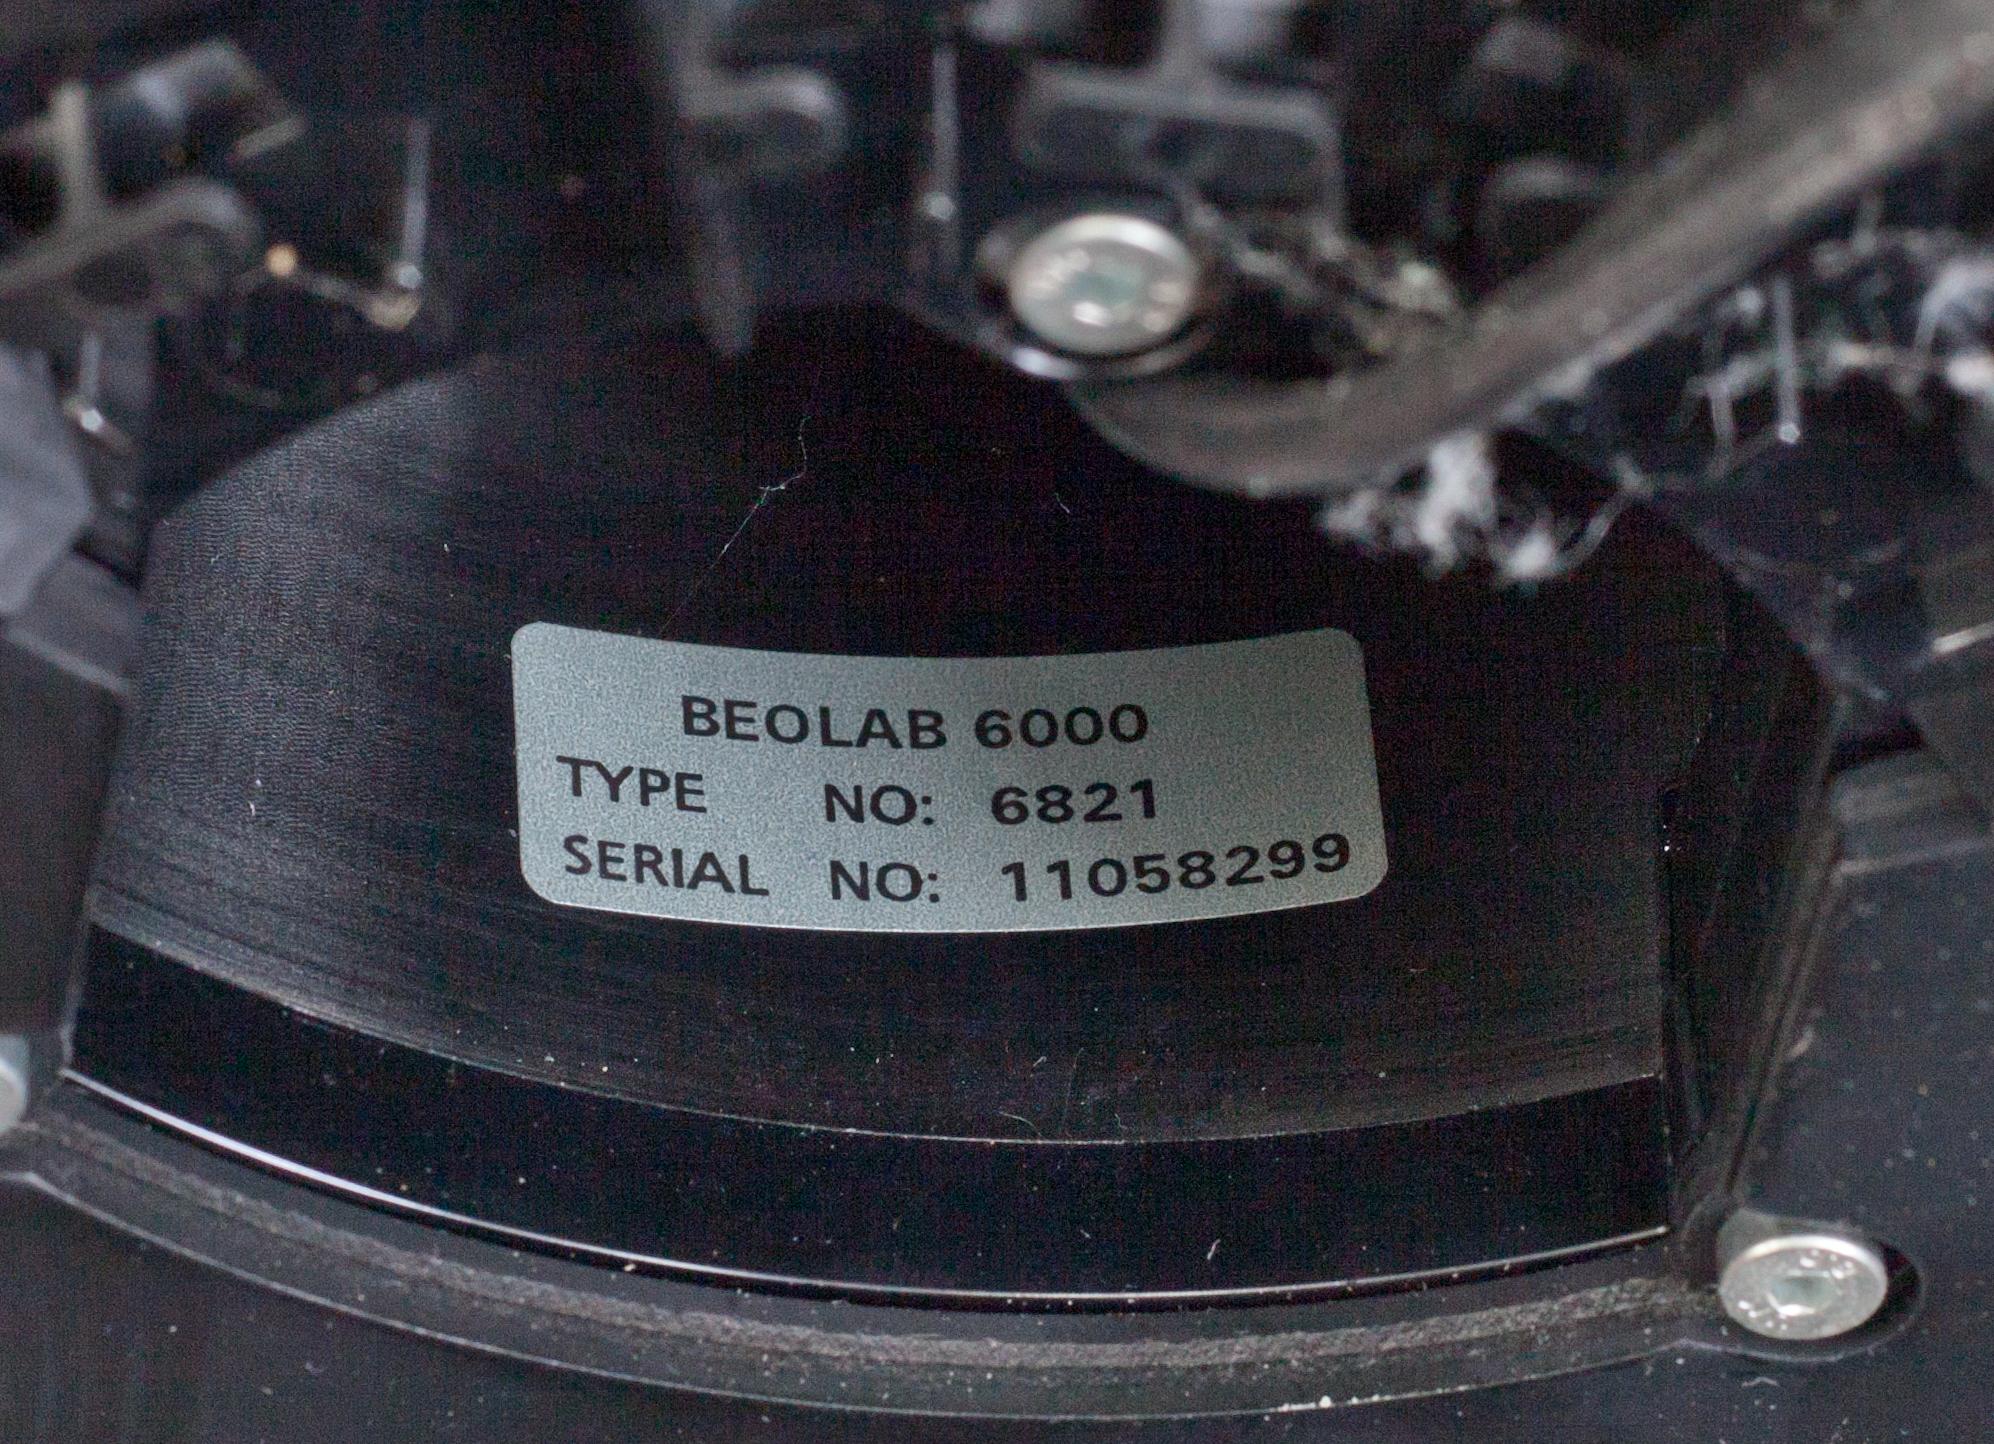 BEOLAB 6000
TYPE NO: 6821
SERIAL NO: 11058299